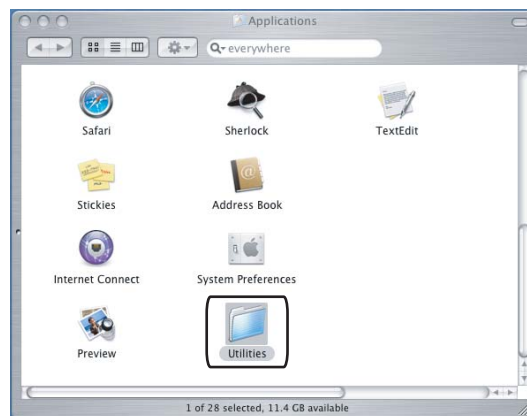 Applications
everywhere
Safari
Sherlock
TextEdit
Stickies
Address Book
Internet Connect
System Preferences
Preview
Utilities
1 of 28 selected, 11.4 GB available